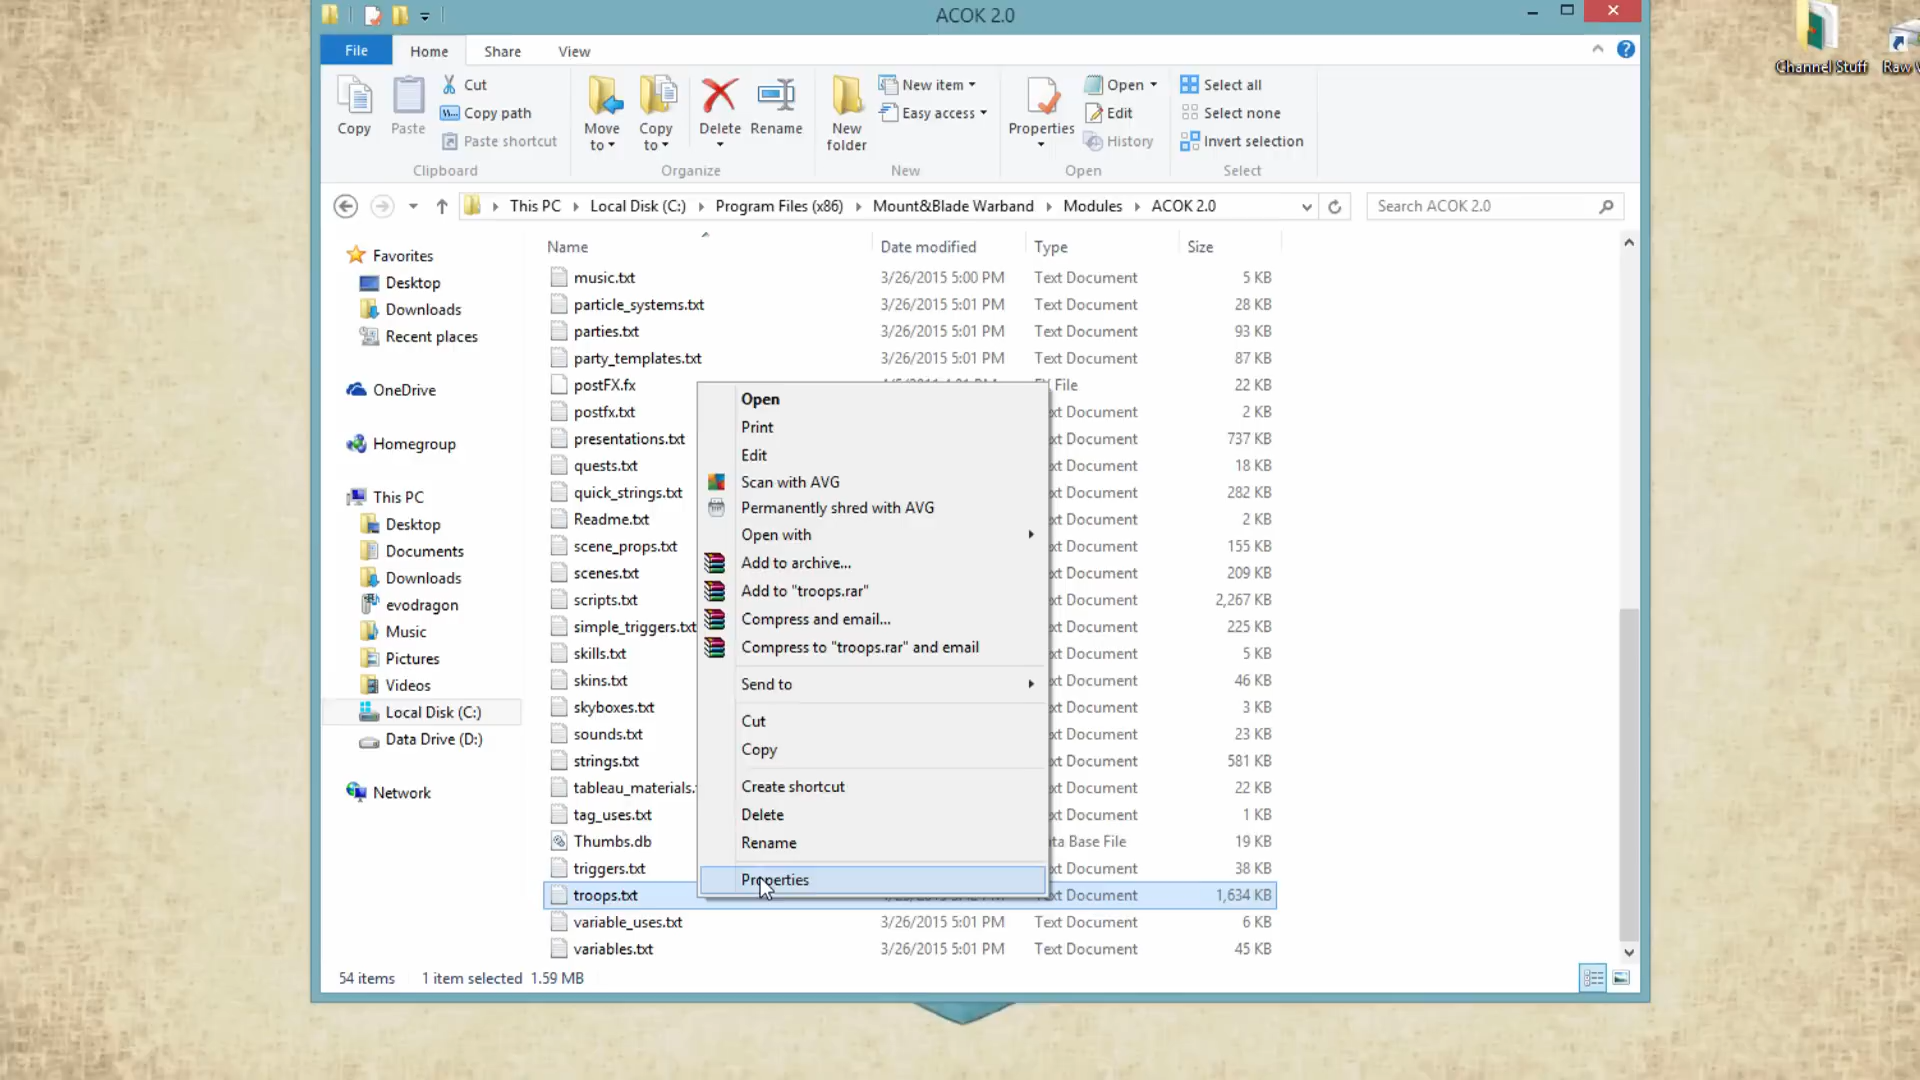 ACOK 2.0
Channel Stuff
Raw
File Home Share View
Copy
Paste
Cut
Copy path
Paste shortcut
Clipboard
Move to
Copy to
Delete
Rename
Organize
New folder
New item
Easy access
New
Properties
Open
Edit
History
Open
Select all
Select none
Invert selection
Select
This PC Local Disk (C:) Program Files (x86) Mount&Blade Warband Modules ACOK 2.0
Search ACOK 2.0
Favorites
Desktop
Downloads
Recent places
OneDrive
Homegroup
This PC
Desktop
Documents
Downloads
evodragon
Music
Pictures
Videos
Local Disk (C:)
Data Drive (D:)
Network
Name Date modified Type Size
music.txt 3/26/2015 5:00 PM Text Document 5 KB
particle_systems.txt 3/26/2015 5:01 PM Text Document 28 KB
parties.txt 3/26/2015 5:01 PM Text Document 93 KB
party_templates.txt 3/26/2015 5:01 PM Text Document 87 KB
postFX.fx File 22 KB
postfx.txt xt Document 2 KB
presentations.txt xt Document 737 KB
quests.txt xt Document 18 KB
quick_strings.txt xt Document 282 KB
Readme.txt xt Document 2 KB
scene_props.txt xt Document 155 KB
scenes.txt xt Document 209 KB
scripts.txt xt Document 2,267 KB
simple_triggers.txt xt Document 225 KB
skills.txt xt Document 5 KB
skins.txt xt Document 46 KB
skyboxes.txt xt Document 3 KB
sounds.txt xt Document 23 KB
strings.txt xt Document 581 KB
tableau_materials. xt Document 22 KB
tag_uses.txt xt Document 1 KB
Thumbs.db ta Base File 19 KB
triggers.txt xt Document 38 KB
troops.txt Text Document 1,634 KB
variable_uses.txt 3/26/2015 5:01 PM Text Document 6 KB
variables.txt 3/26/2015 5:01 PM Text Document 45 KB
Open
Print
Edit
Scan with AVG
Permanently shred with AVG
Open with
Add to archive...
Add to "troops.rar"
Compress and email...
Compress to "troops.rar" and email
Send to
Cut
Copy
Create shortcut
Delete
Rename
Properties
54 items 1 item selected 1.59 MB